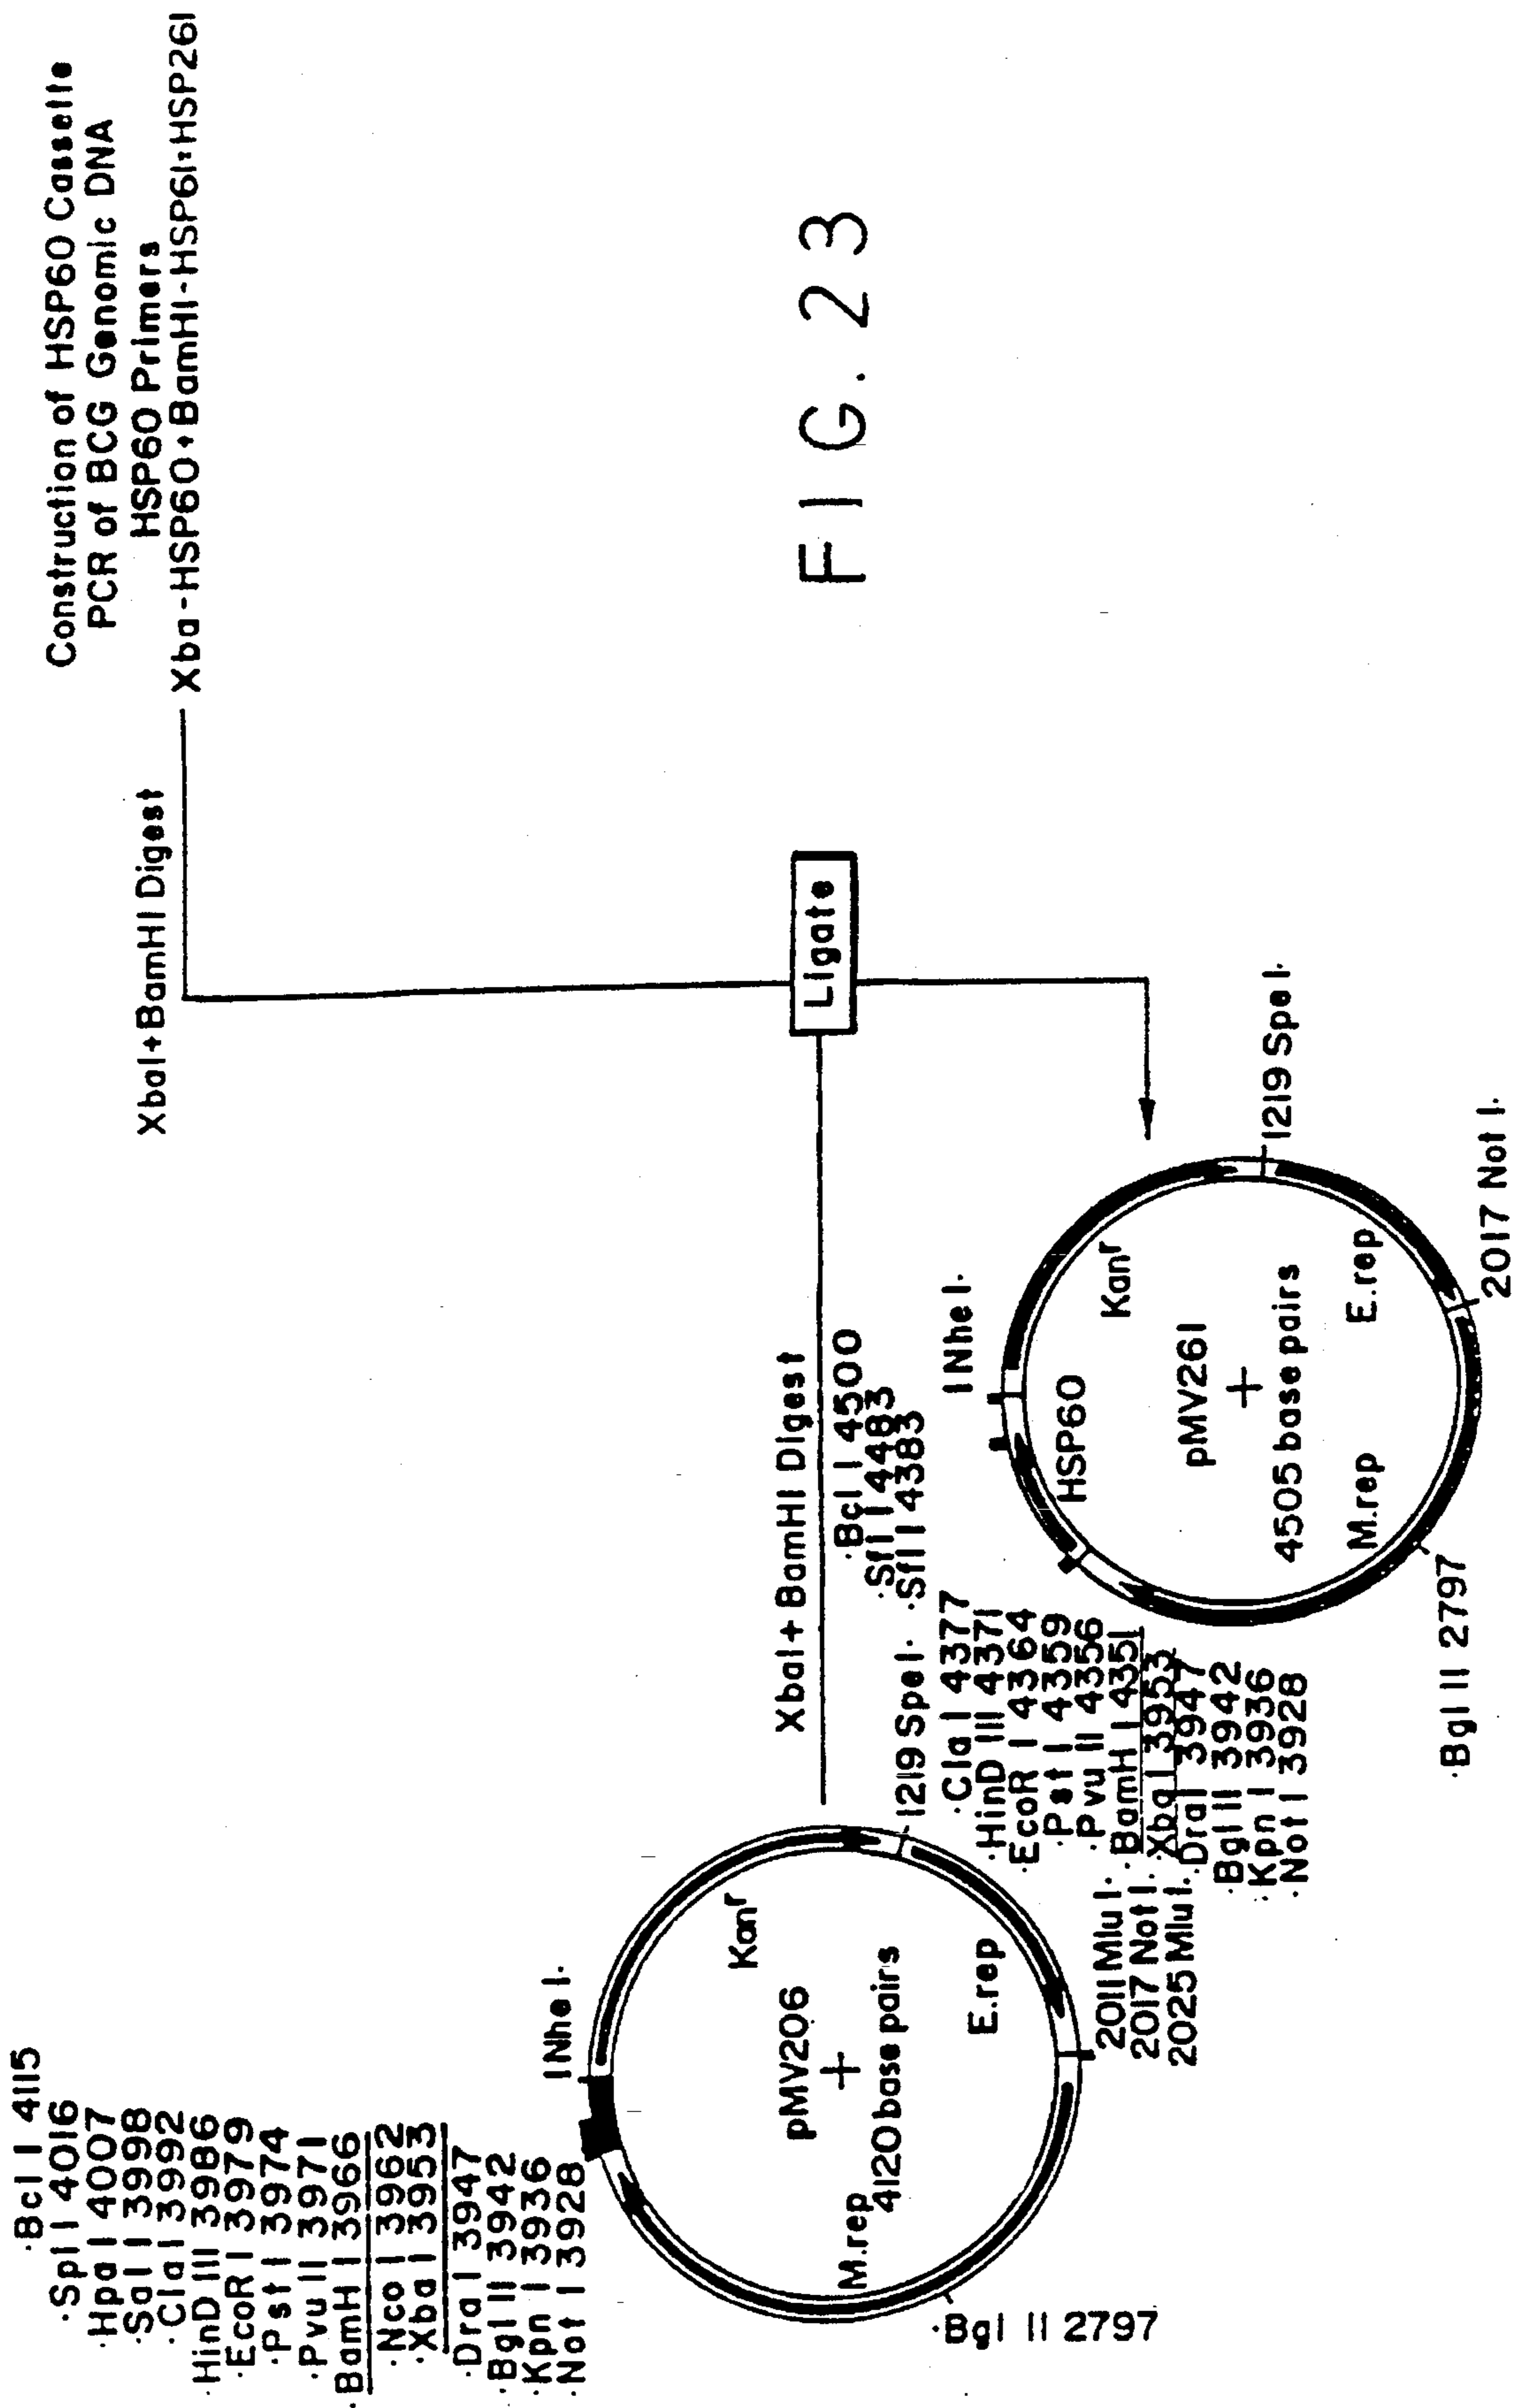 Construction of HSP60 Cassette
PCR of BCG Genomic DNA
HSP60 Primers
Xba-HSP60+BamHI-HSP61+HSP261
XbaI+BamHI Digest
·Bcl I 4115
·Spl I 4016
·Hpa I 4007
·Sal I 3998
·Cla I 3992
·HinD III 3986
·EcoR I 3979
·Pst I 3974
·Pvu II 3971
·BamH I 3966
·Nco I 3962
·Xba I 3953
·Dra I 3947
·Bgl II 3942
·Kpn I 3936
·Not I 3928
1 Nhe I·
Kanʳ
pMV206
+
4120 base pairs
M.rep
E.rep
1219 Spe I·
2011 Mlu I·
2017 Not I·
2025 Mlu I·
·Bgl II 2797
XbaI+BamHI Digest
Ligate
FIG. 23
·Bcl I 4500
·Sfi I 4483
·Sfi I 4383
·Cla I 4377
·HinD III 4371
·EcoR I 4364
·Pst I 4359
·Pvu II 4356
·BamH I 4351
·Xba I 3953
·Dra I 3947
·Bgl II 3942
·Kpn I 3936
·Not I 3928
1 Nhe I·
HSP60
Kanʳ
pMV261
+
4505 base pairs
M.rep
E.rep
1219 Spe I·
2017 Not I·
·Bgl II 2797